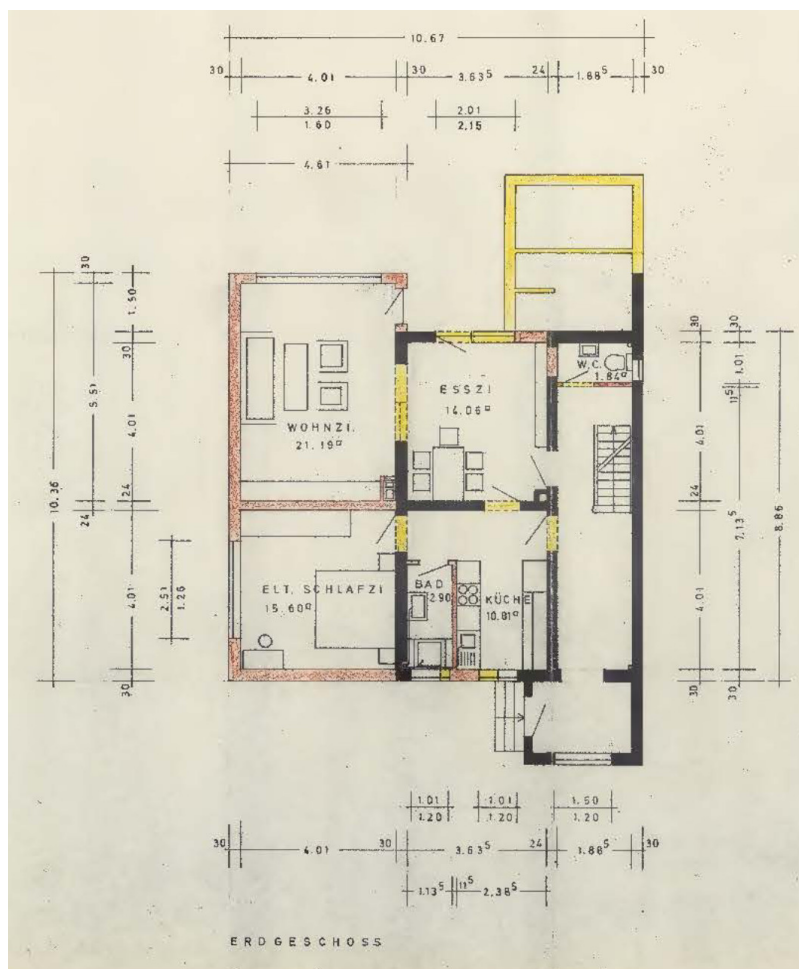 10.67
30 4.01 30 3.63⁵ 24 1.88⁵ 30
3.26 2.01
1.60 2.15
4.61
30
1.50
30
5.51
4.01
24
24
10.36
4.01
2.51
1.26
30
WOHNZI.
21.19□
ESSZI
14.06□
W.C.
1.84□
ELT. SCHLAFZI
15.60□
BAD
2.90
KÜCHE
10.81□
30 30
1.01
11⁵
4.01
24
7.13⁵
8.86
4.01
30 30
1.01 1.01 1.50
1.20 1.20 1.20
30 4.01 30 3.63⁵ 24 1.88⁵ 30
1.13⁵ 11⁵ 2.38⁵
ERDGESCHOSS